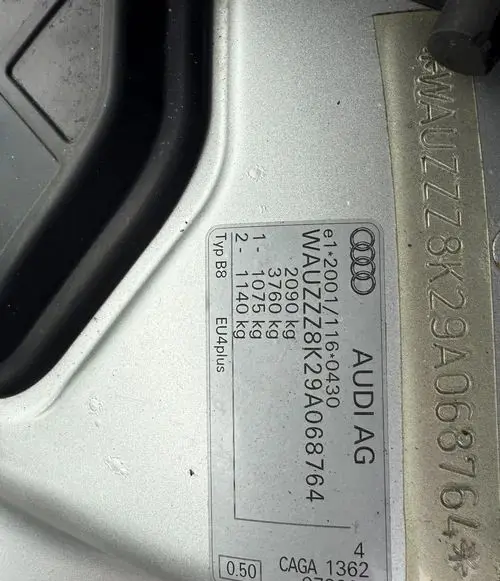 *WAUZZZ8K29A068764*
AUDI AG
WAUZZZ8K29A068764
e1*2001/116*0430
2090 kg
3760 kg
1- 1075 kg
2- 1140 kg
Typ B8 EU4plus
4
CAGA 1362
0.50